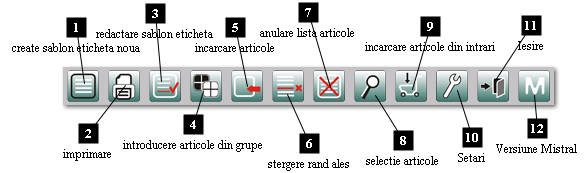 1
create sablon eticheta noua
3
redactare sablon eticheta
5
incarcare articole
7
anulare lista articole
9
incarcare articole din intrari
11
Iesire
M
2
imprimare
4
introducere articole din grupe
6
stergere rand ales
8
selectie articole
10
Setari
12
Versiune Mistral